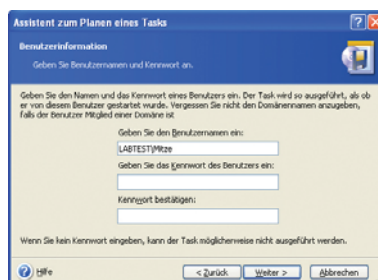 Assistent zum Planen eines Tasks
Benutzerinformation
Geben Sie Benutzernamen und Kennwort an.
Geben Sie den Namen und das Kennwort eines Benutzers ein. Der Task wird so ausgeführt, als ob
er von diesem Benutzer gestartet wurde. Vergessen Sie nicht den Domänennamen anzugeben,
falls der Benutzer Mitglied einer Domäne ist
Geben Sie den Benutzernamen ein:
LABTEST\Mitze
Geben Sie das Kennwort des Benutzers ein:
Kennwort bestätigen:
Wenn Sie kein Kennwort eingeben, kann der Task möglicherweise nicht ausgeführt werden.
Hilfe
< Zurück
Weiter >
Abbrechen